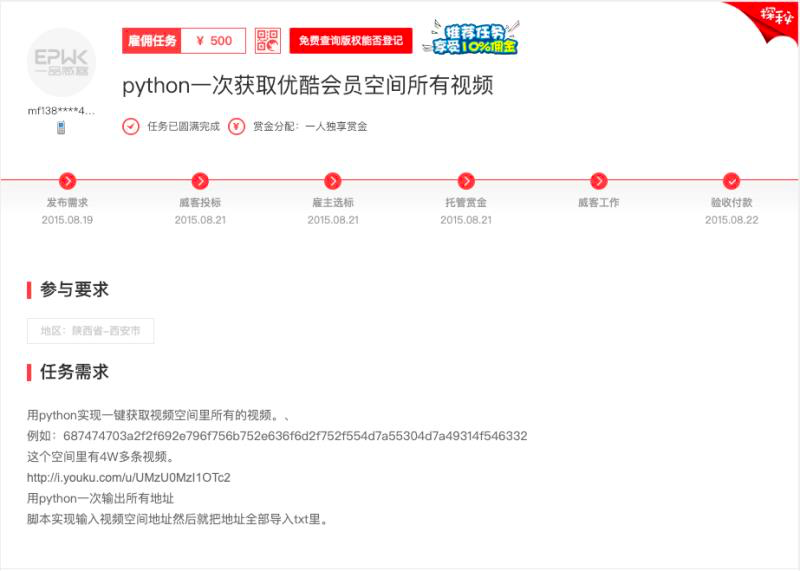 探秘
雇佣任务 ￥ 500
免费查询版权能否登记
推荐任务
享受10%佣金
EPWK
一品威客
python一次获取优酷会员空间所有视频
mf138****4...
任务已圆满完成 赏金分配：一人独享赏金
发布需求 威客投标 雇主选标 托管赏金 威客工作 验收付款
2015.08.19 2015.08.21 2015.08.21 2015.08.21 2015.08.22
参与要求
地区：陕西省-西安市
任务需求
用python实现一键获取视频空间里所有的视频。、
例如：687474703a2f2f692e796f756b752e636f6d2f752f554d7a55304d7a49314f546332
这个空间里有4W多条视频。
http://i.youku.com/u/UMzU0MzI1OTc2
用python一次输出所有地址
脚本实现输入视频空间地址然后就把地址全部导入txt里。